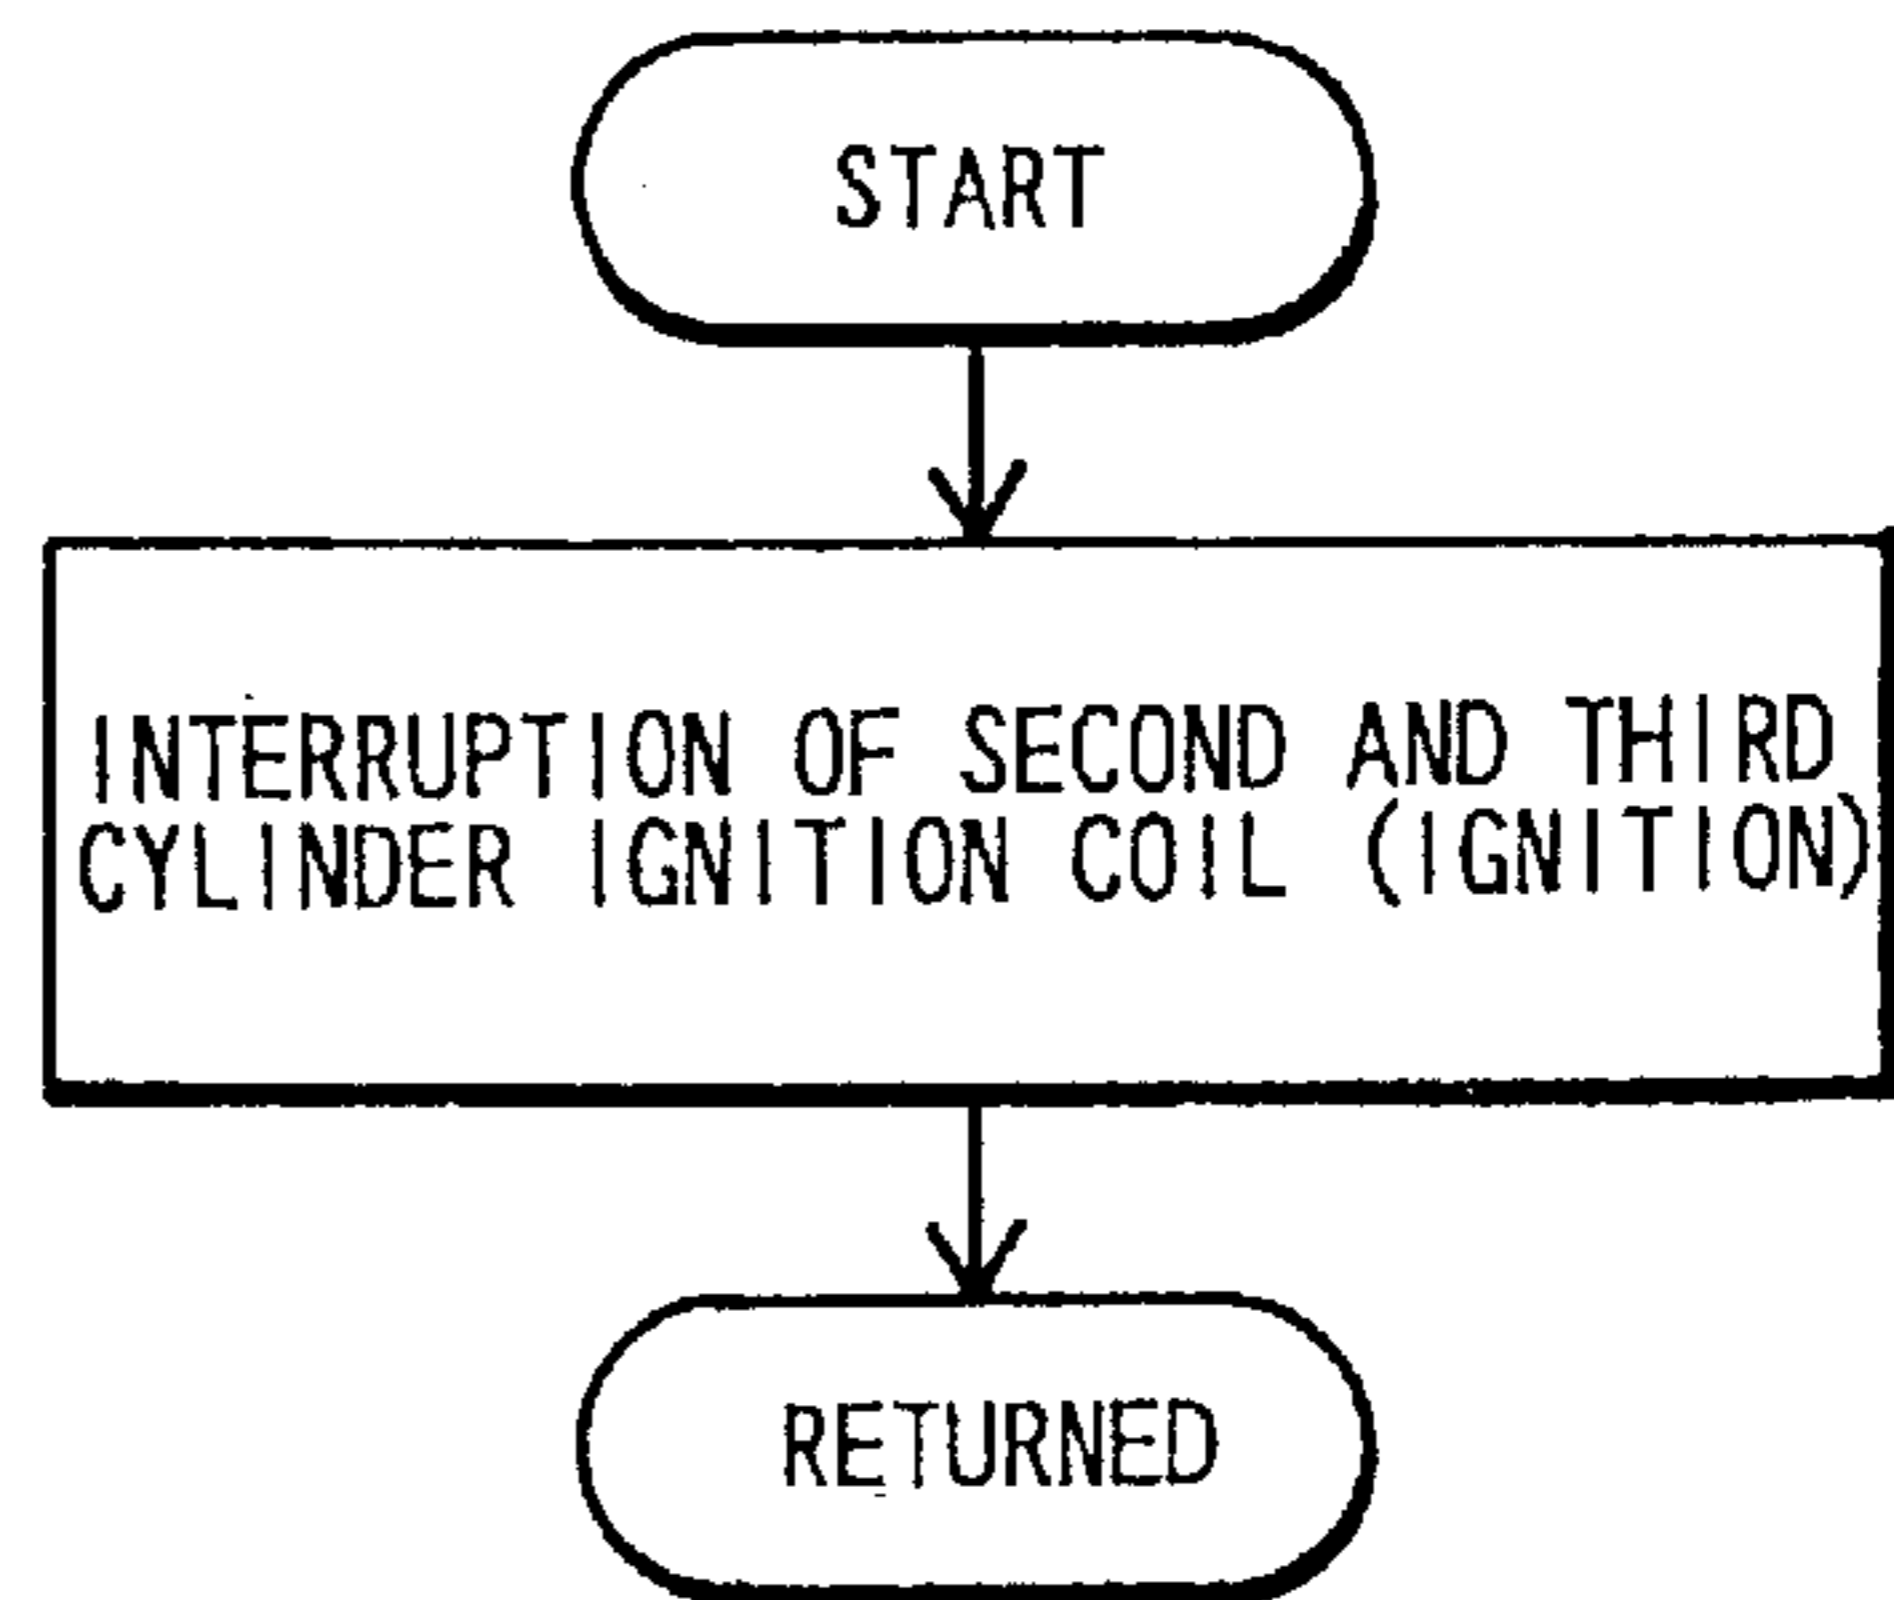 START
INTERRUPTION OF SECOND AND THIRD
CYLINDER IGNITION COIL (IGNITION)
RETURNED